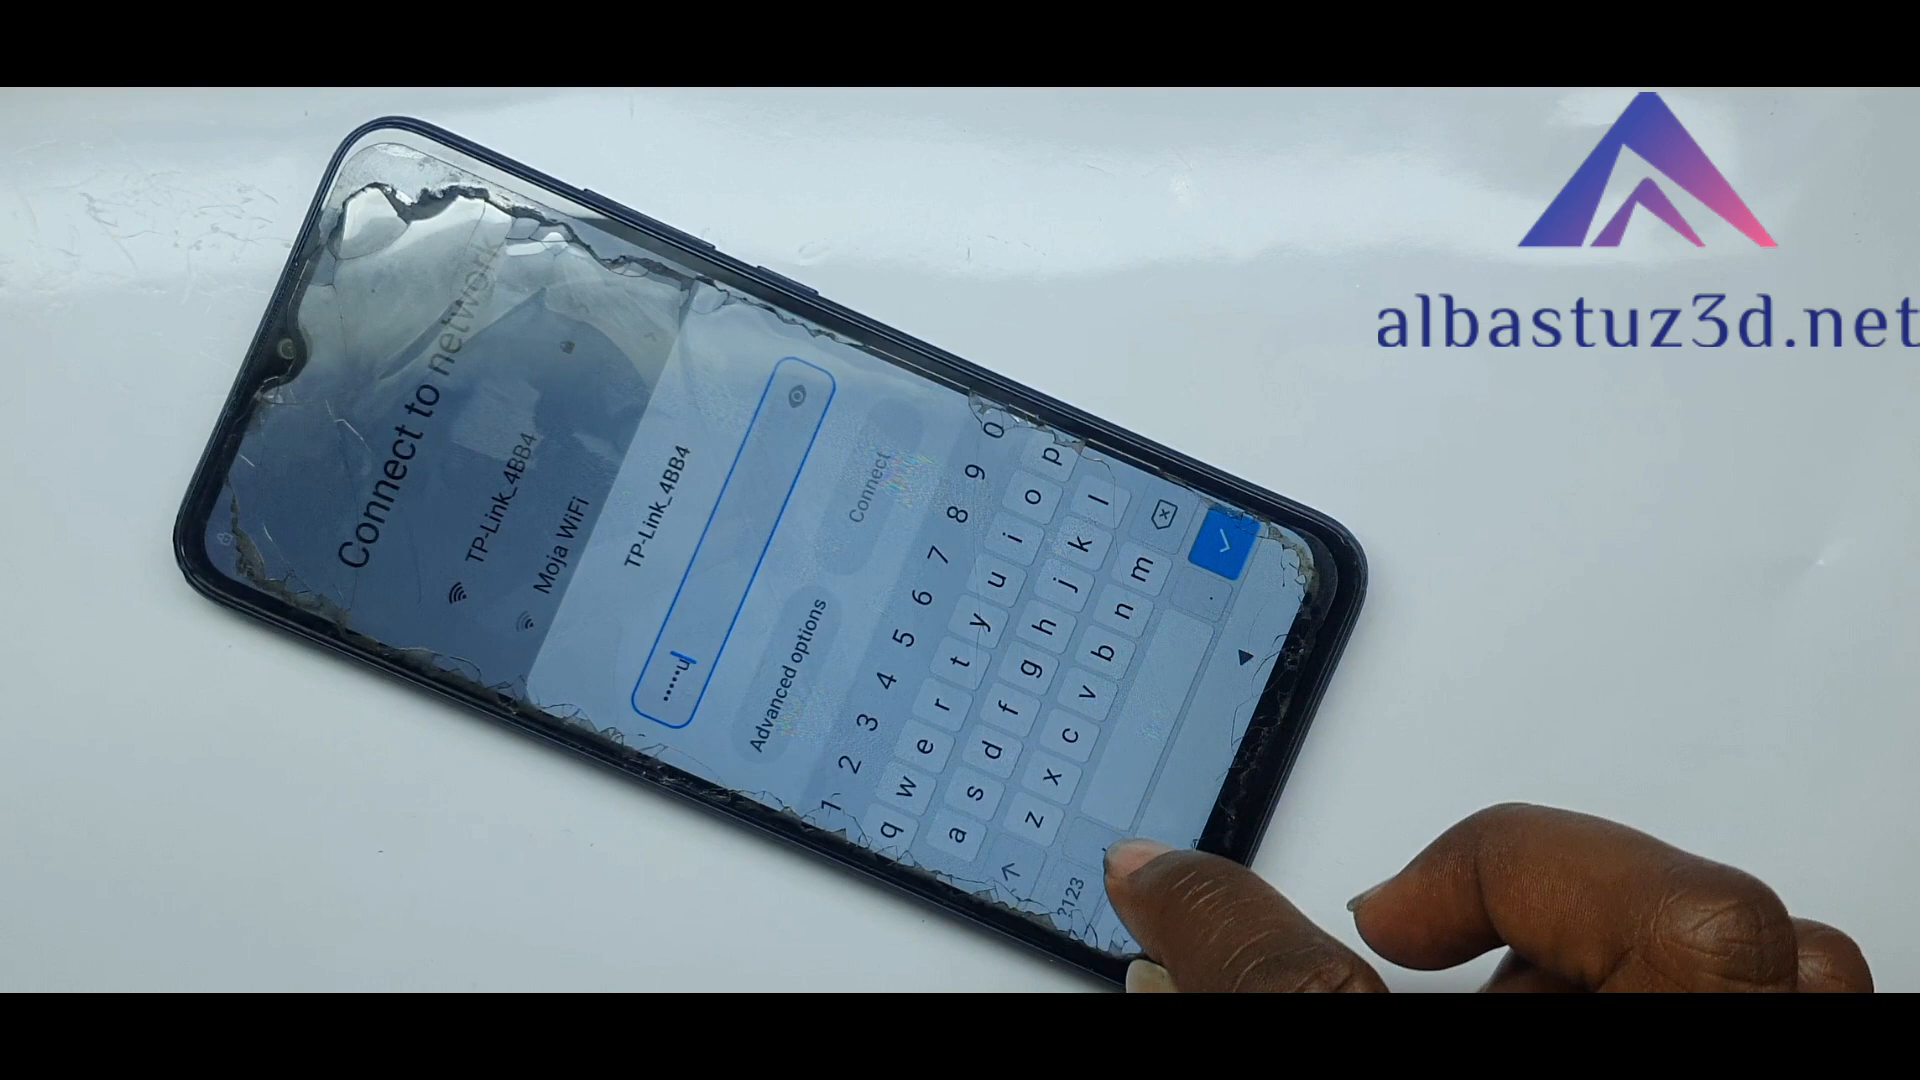 albastuz3d.net
Connect to network
TP-Link_4BB4
Moja WiFi
TP-Link_4BB4
••••••u
Advanced options
Connect
1 2 3 4 5 6 7 8 9 0
q w e r t y u i o p
a s d f g h j k l
z x c v b n m
?123 .